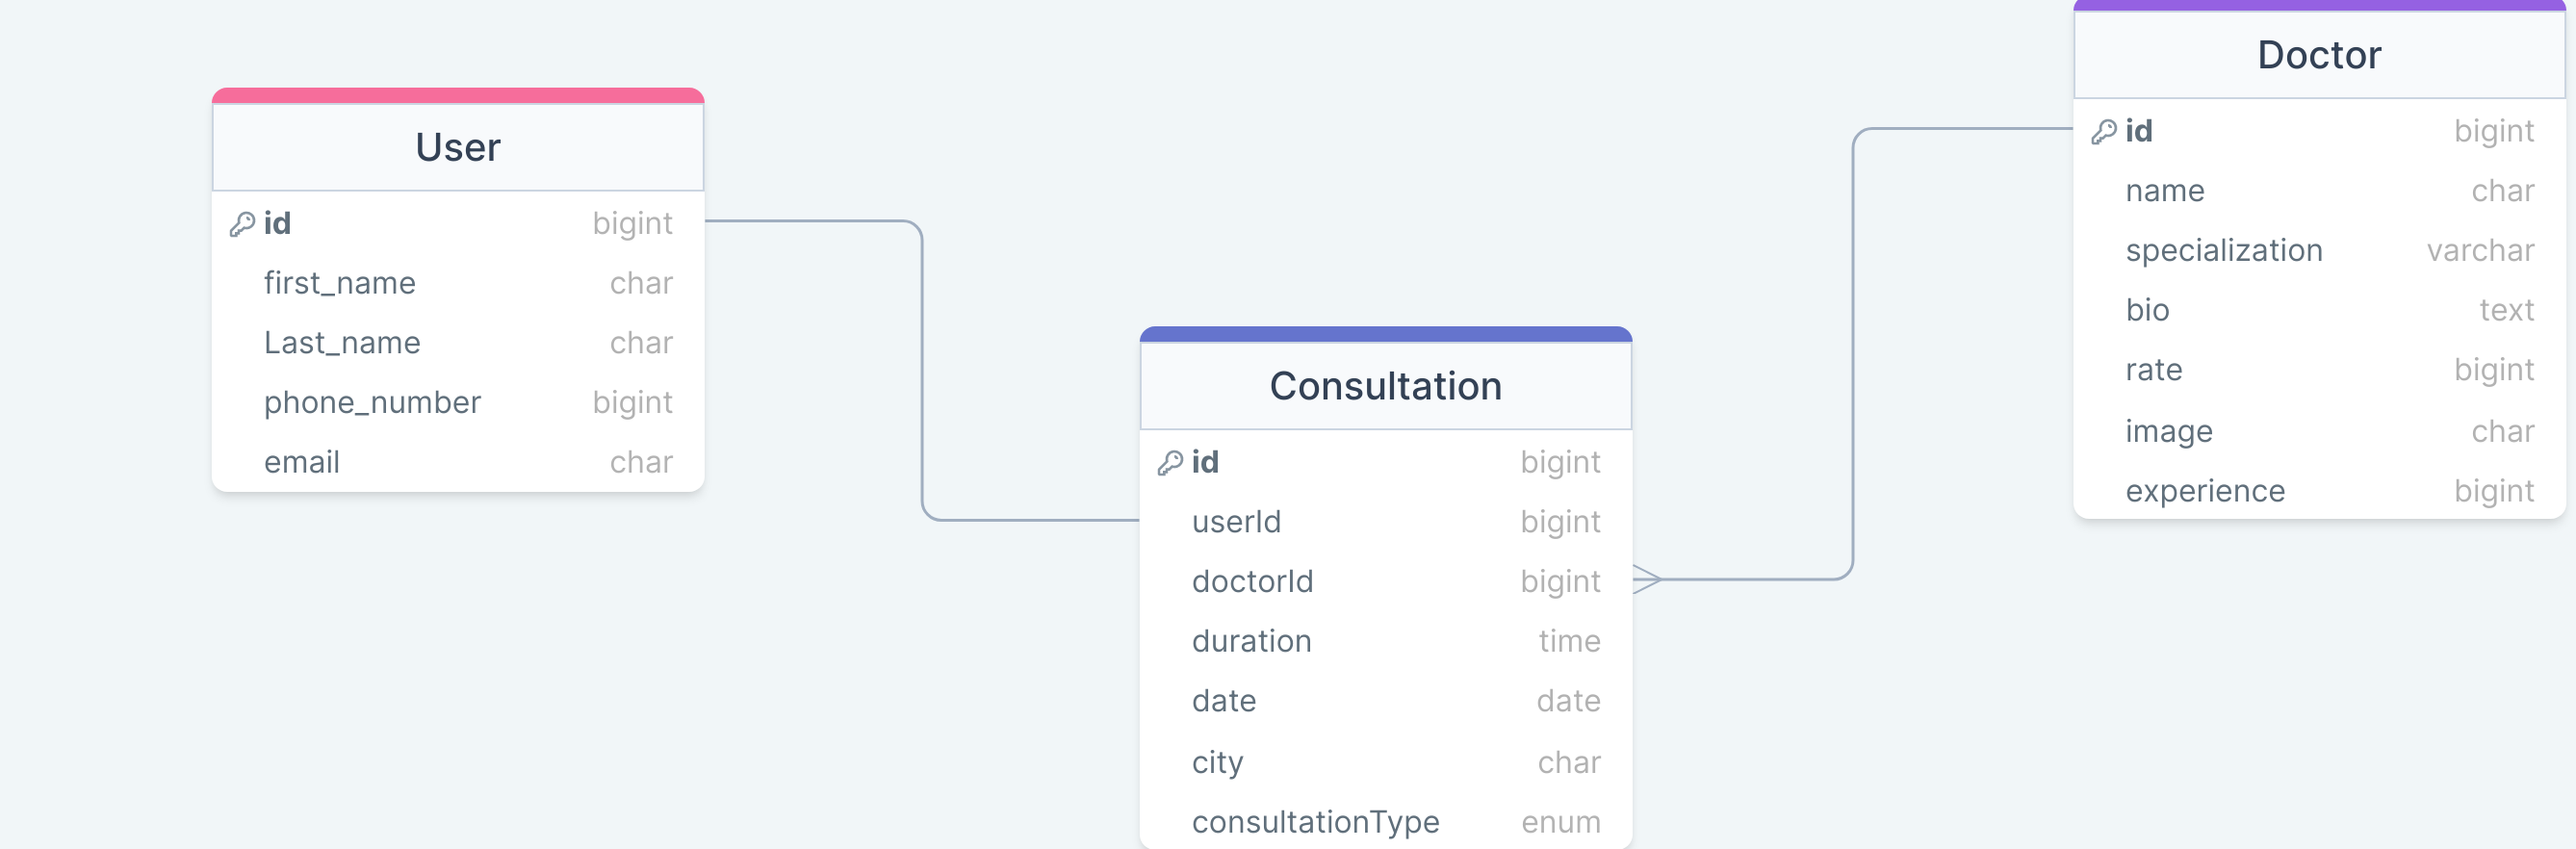 User
id bigint
first_name char
Last_name char
phone_number bigint
email char
Consultation
id bigint
userId bigint
doctorId bigint
duration time
date date
city char
consultationType enum
Doctor
id bigint
name char
specialization varchar
bio text
rate bigint
image char
experience bigint